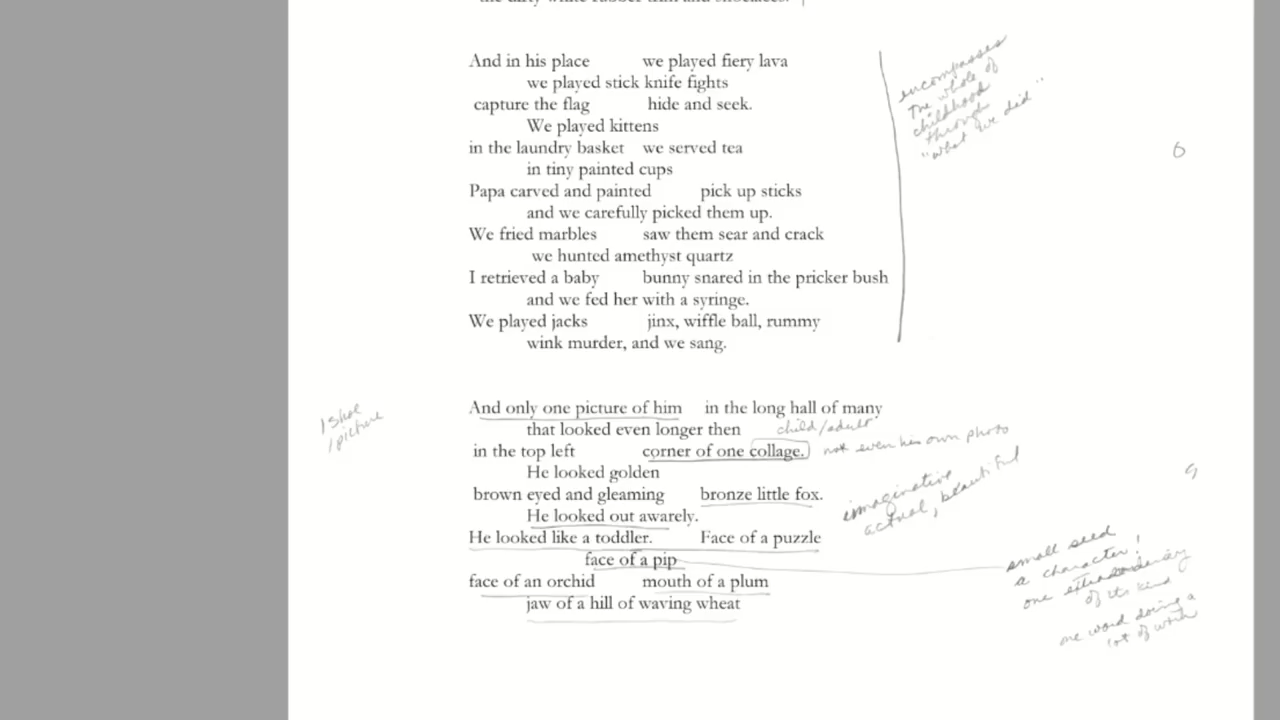 the dirty white rubber trim and shoelaces.
And in his place we played fiery lava
we played stick knife fights
capture the flag hide and seek.
We played kittens
in the laundry basket we served tea
in tiny painted cups
Papa carved and painted pick up sticks
and we carefully picked them up.
We fried marbles saw them sear and crack
we hunted amethyst quartz
I retrieved a baby bunny snared in the pricker bush
and we fed her with a syringe.
We played jacks jinx, wiffle ball, rummy
wink murder, and we sang.
encompasses
the whole of
childhood
through
"what we did"
6
1 shoe
1 picture
And only one picture of him in the long hall of many
that looked even longer then child/adult
in the top left corner of one collage. not even his own photo
He looked golden
brown eyed and gleaming bronze little fox.
He looked out awarely.
He looked like a toddler. Face of a puzzle
face of a pip
face of an orchid mouth of a plum
jaw of a hill of waving wheat
imaginative
actual, beautiful
9
small seed
a character!
one extraordinary
of its kind
one word doing a
lot of work